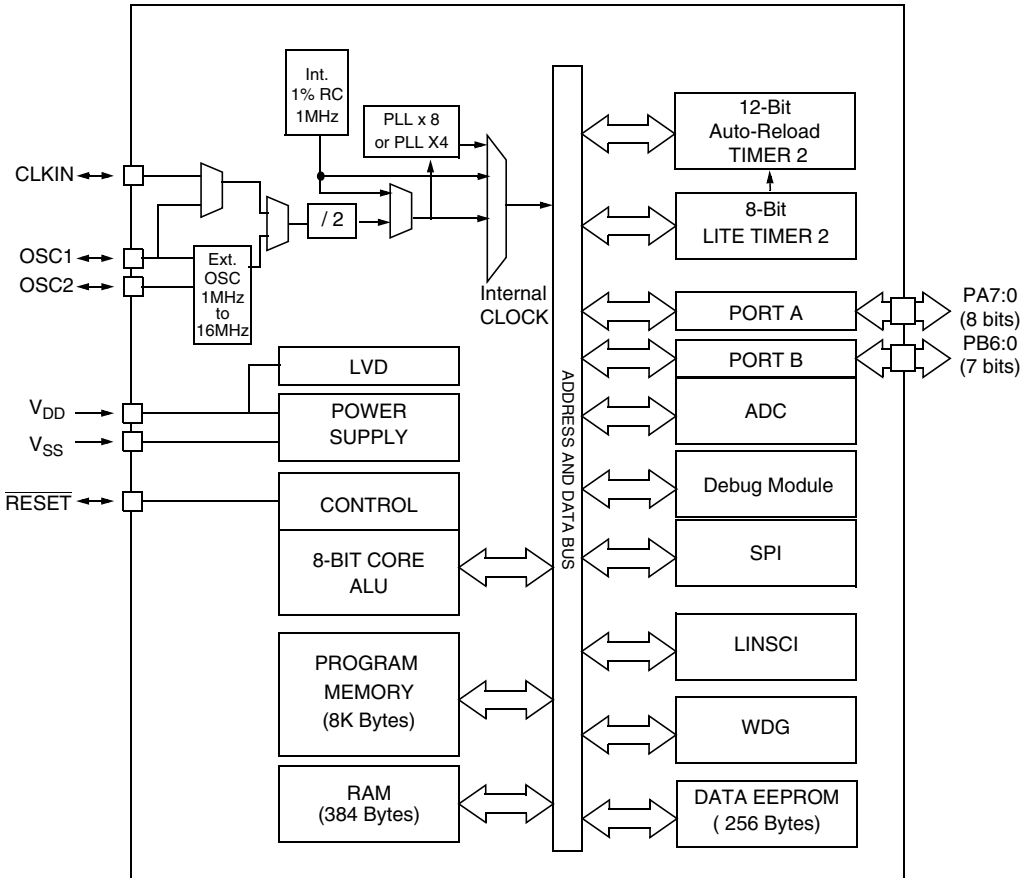 Int.
1% RC
1MHz
PLL x 8
or PLL X4
12-Bit
Auto-Reload
TIMER 2
CLKIN
/ 2
8-Bit
LITE TIMER 2
OSC1
OSC2
Ext.
OSC
1MHz
to
16MHz
Internal
CLOCK
PORT A
PA7:0
(8 bits)
PORT B
PB6:0
(7 bits)
LVD
ADC
VDD
VSS
POWER
SUPPLY
ADDRESS AND DATA BUS
RESET
CONTROL
Debug Module
8-BIT CORE
ALU
SPI
PROGRAM
MEMORY
(8K Bytes)
LINSCI
WDG
RAM
(384 Bytes)
DATA EEPROM
( 256 Bytes)